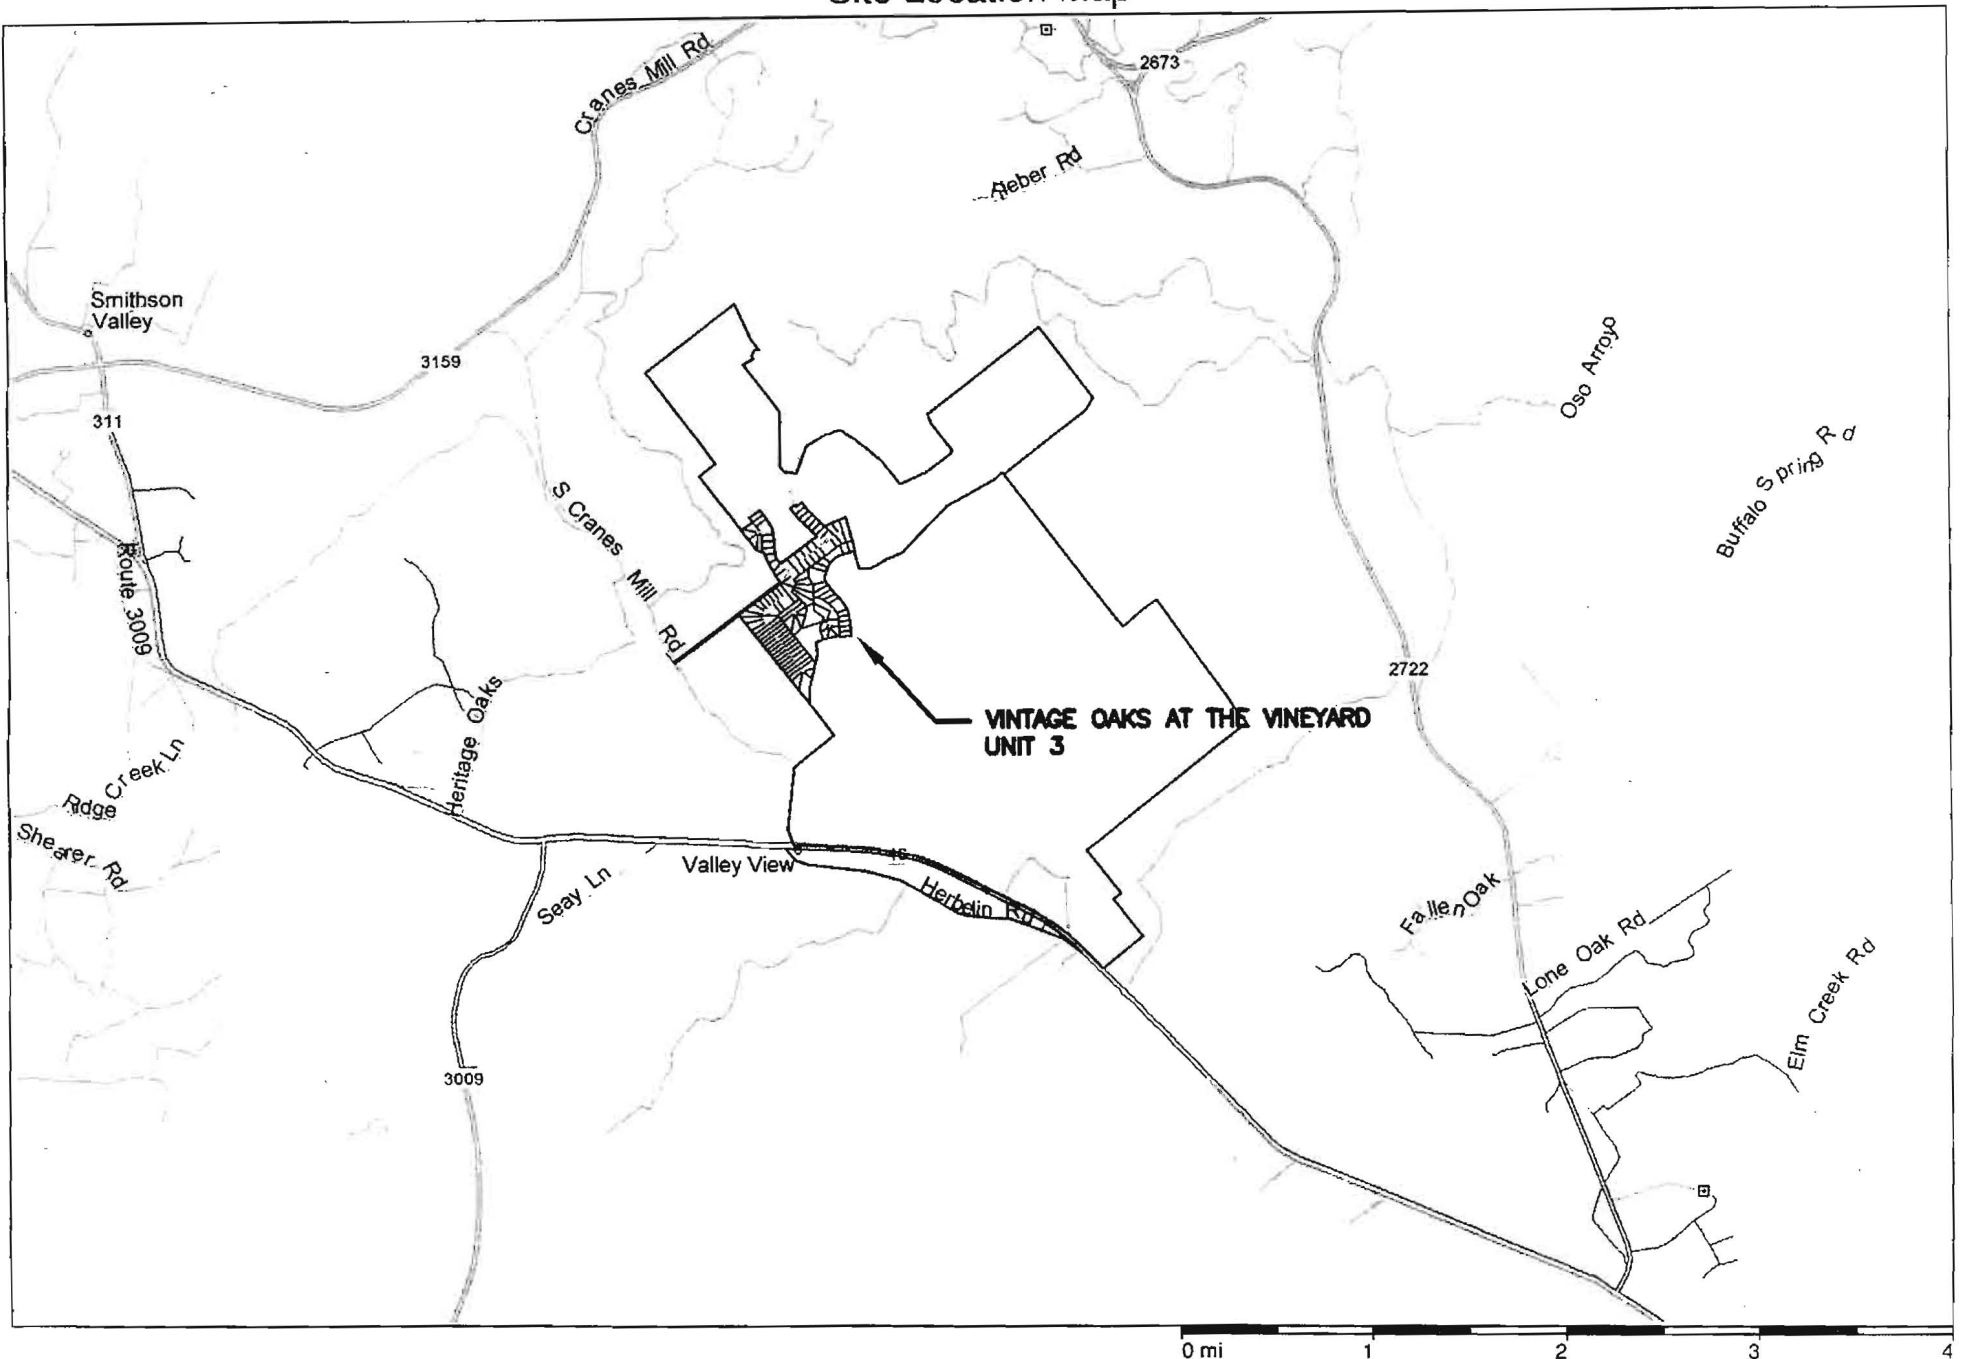 Site Location Map
Cranes Mill Rd
2673
Rieber Rd
Smithson
Valley
3159
311
Oso Arroyo
Buffalo Spring Rd
S Cranes Mill Rd
Route 3009
Heritage Oaks
2722
VINTAGE OAKS AT THE VINEYARD
UNIT 3
Ridge Creek Ln
Shearer Rd
Valley View
46
Herbelin Rd
Seay Ln
Fallen Oak
Lone Oak Rd
Elm Creek Rd
3009
0 mi 1 2 3 4